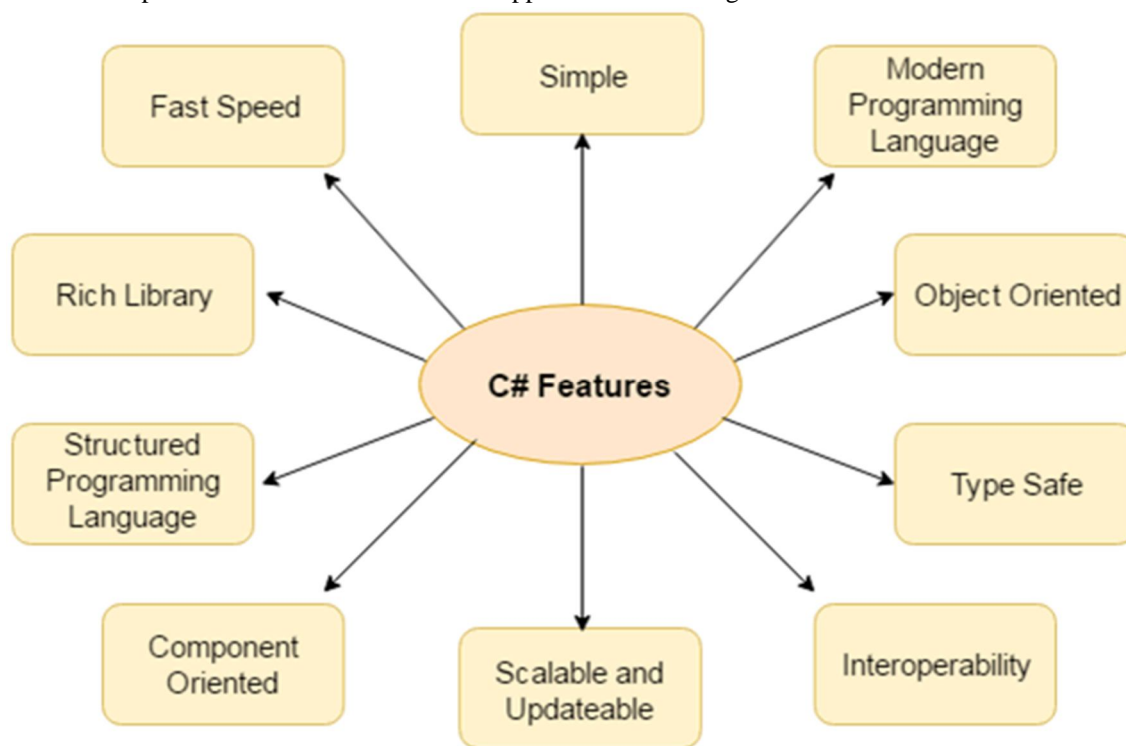 Simple
Fast Speed
Modern
Programming
Language
Rich Library
Object Oriented
C# Features
Structured
Programming
Language
Type Safe
Component
Oriented
Scalable and
Updateable
Interoperability